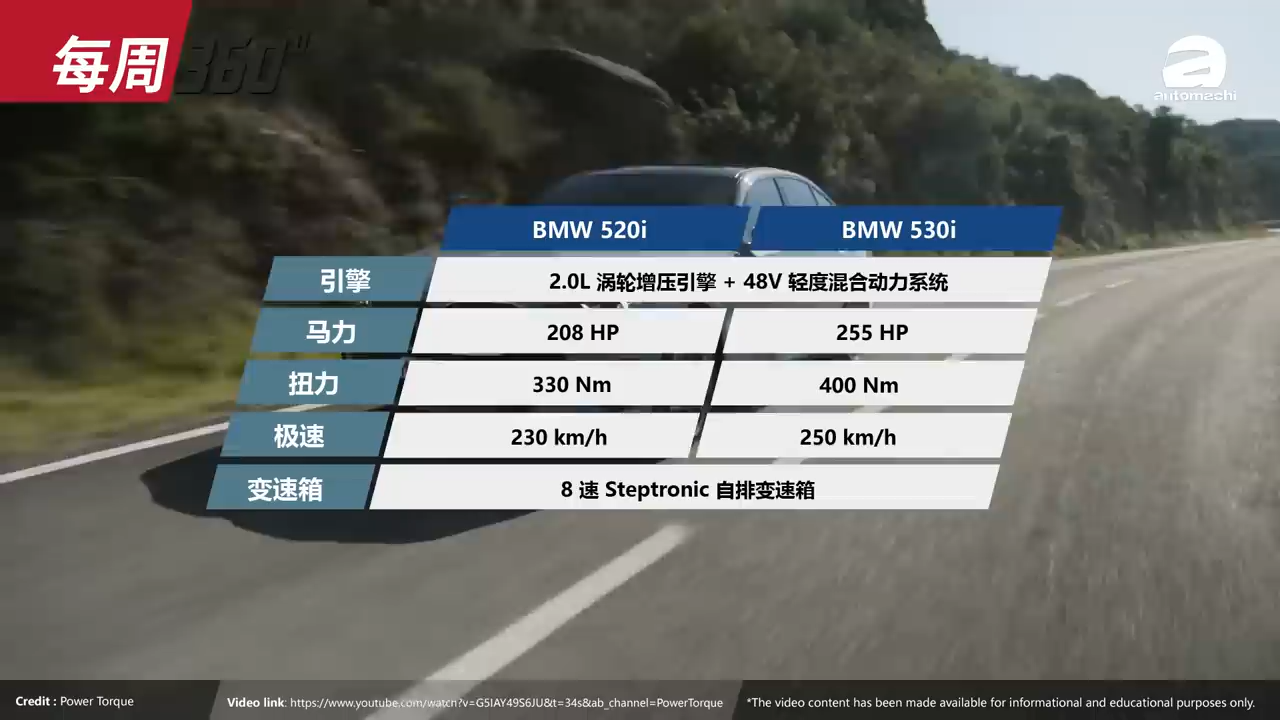 每周360°
automachi
BMW 520i BMW 530i
引擎 2.0L 涡轮增压引擎 + 48V 轻度混合动力系统
马力 208 HP 255 HP
扭力 330 Nm 400 Nm
极速 230 km/h 250 km/h
变速箱 8 速 Steptronic 自排变速箱
Credit : Power Torque Video link: https://www.youtube.com/watch?v=G5IAY49S6JU&t=34s&ab_channel=PowerTorque *The video content has been made available for informational and educational purposes only.